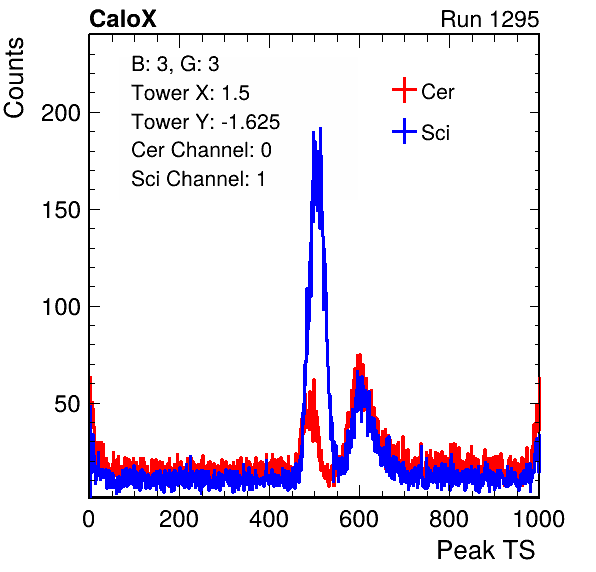 CaloX Run 1295
Counts
B: 3, G: 3
Tower X: 1.5
Tower Y: -1.625
Cer Channel: 0
Sci Channel: 1
Cer
Sci
200
150
100
50
0 200 400 600 800 1000
Peak TS